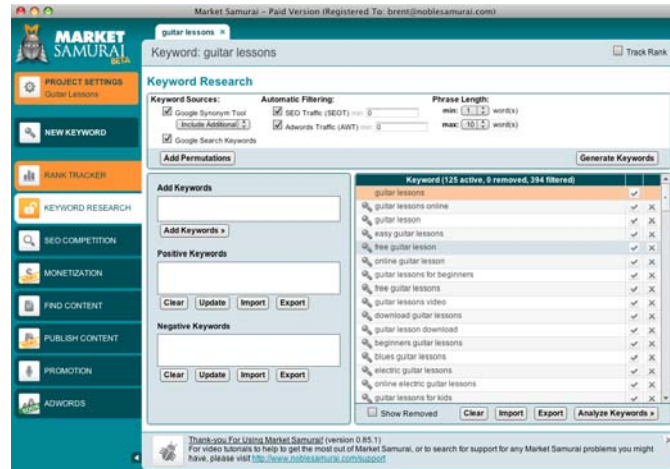 Market Samurai - Paid Version (Registered To: brent@noblesamurai.com)
MARKET
SAMURAI
BETA
guitar lessons ×
Keyword: guitar lessons
Track Rank
PROJECT SETTINGS
Guitar Lessons
NEW KEYWORD
RANK TRACKER
KEYWORD RESEARCH
SEO COMPETITION
MONETIZATION
FIND CONTENT
PUBLISH CONTENT
PROMOTION
ADWORDS
Keyword Research
Keyword Sources:
Google Synonym Tool
Include Additional
Google Search Keywords
Automatic Filtering:
SEO Traffic (SEOT) min: 0
Adwords Traffic (AWT) min: 0
Phrase Length:
min: 1 word(s)
max: 10 word(s)
Add Permutations
Generate Keywords
Add Keywords
Add Keywords »
Positive Keywords
Clear Update Import Export
Negative Keywords
Clear Update Import Export
Keyword (125 active, 0 removed, 394 filtered)
guitar lessons
guitar lessons online
guitar lesson
easy guitar lessons
free guitar lesson
online guitar lesson
guitar lessons for beginners
free guitar lessons
guitar lessons video
download guitar lessons
guitar lesson download
beginners guitar lessons
blues guitar lessons
electric guitar lessons
online electric guitar lessons
guitar lessons for kids
Show Removed Clear Import Export Analyze Keywords »
Thank-you For Using Market Samurai! (version 0.85.1)
For video tutorials to help to get the most out of Market Samurai, or to search for support for any Market Samurai problems you might
have, please visit http://www.noblesamurai.com/support